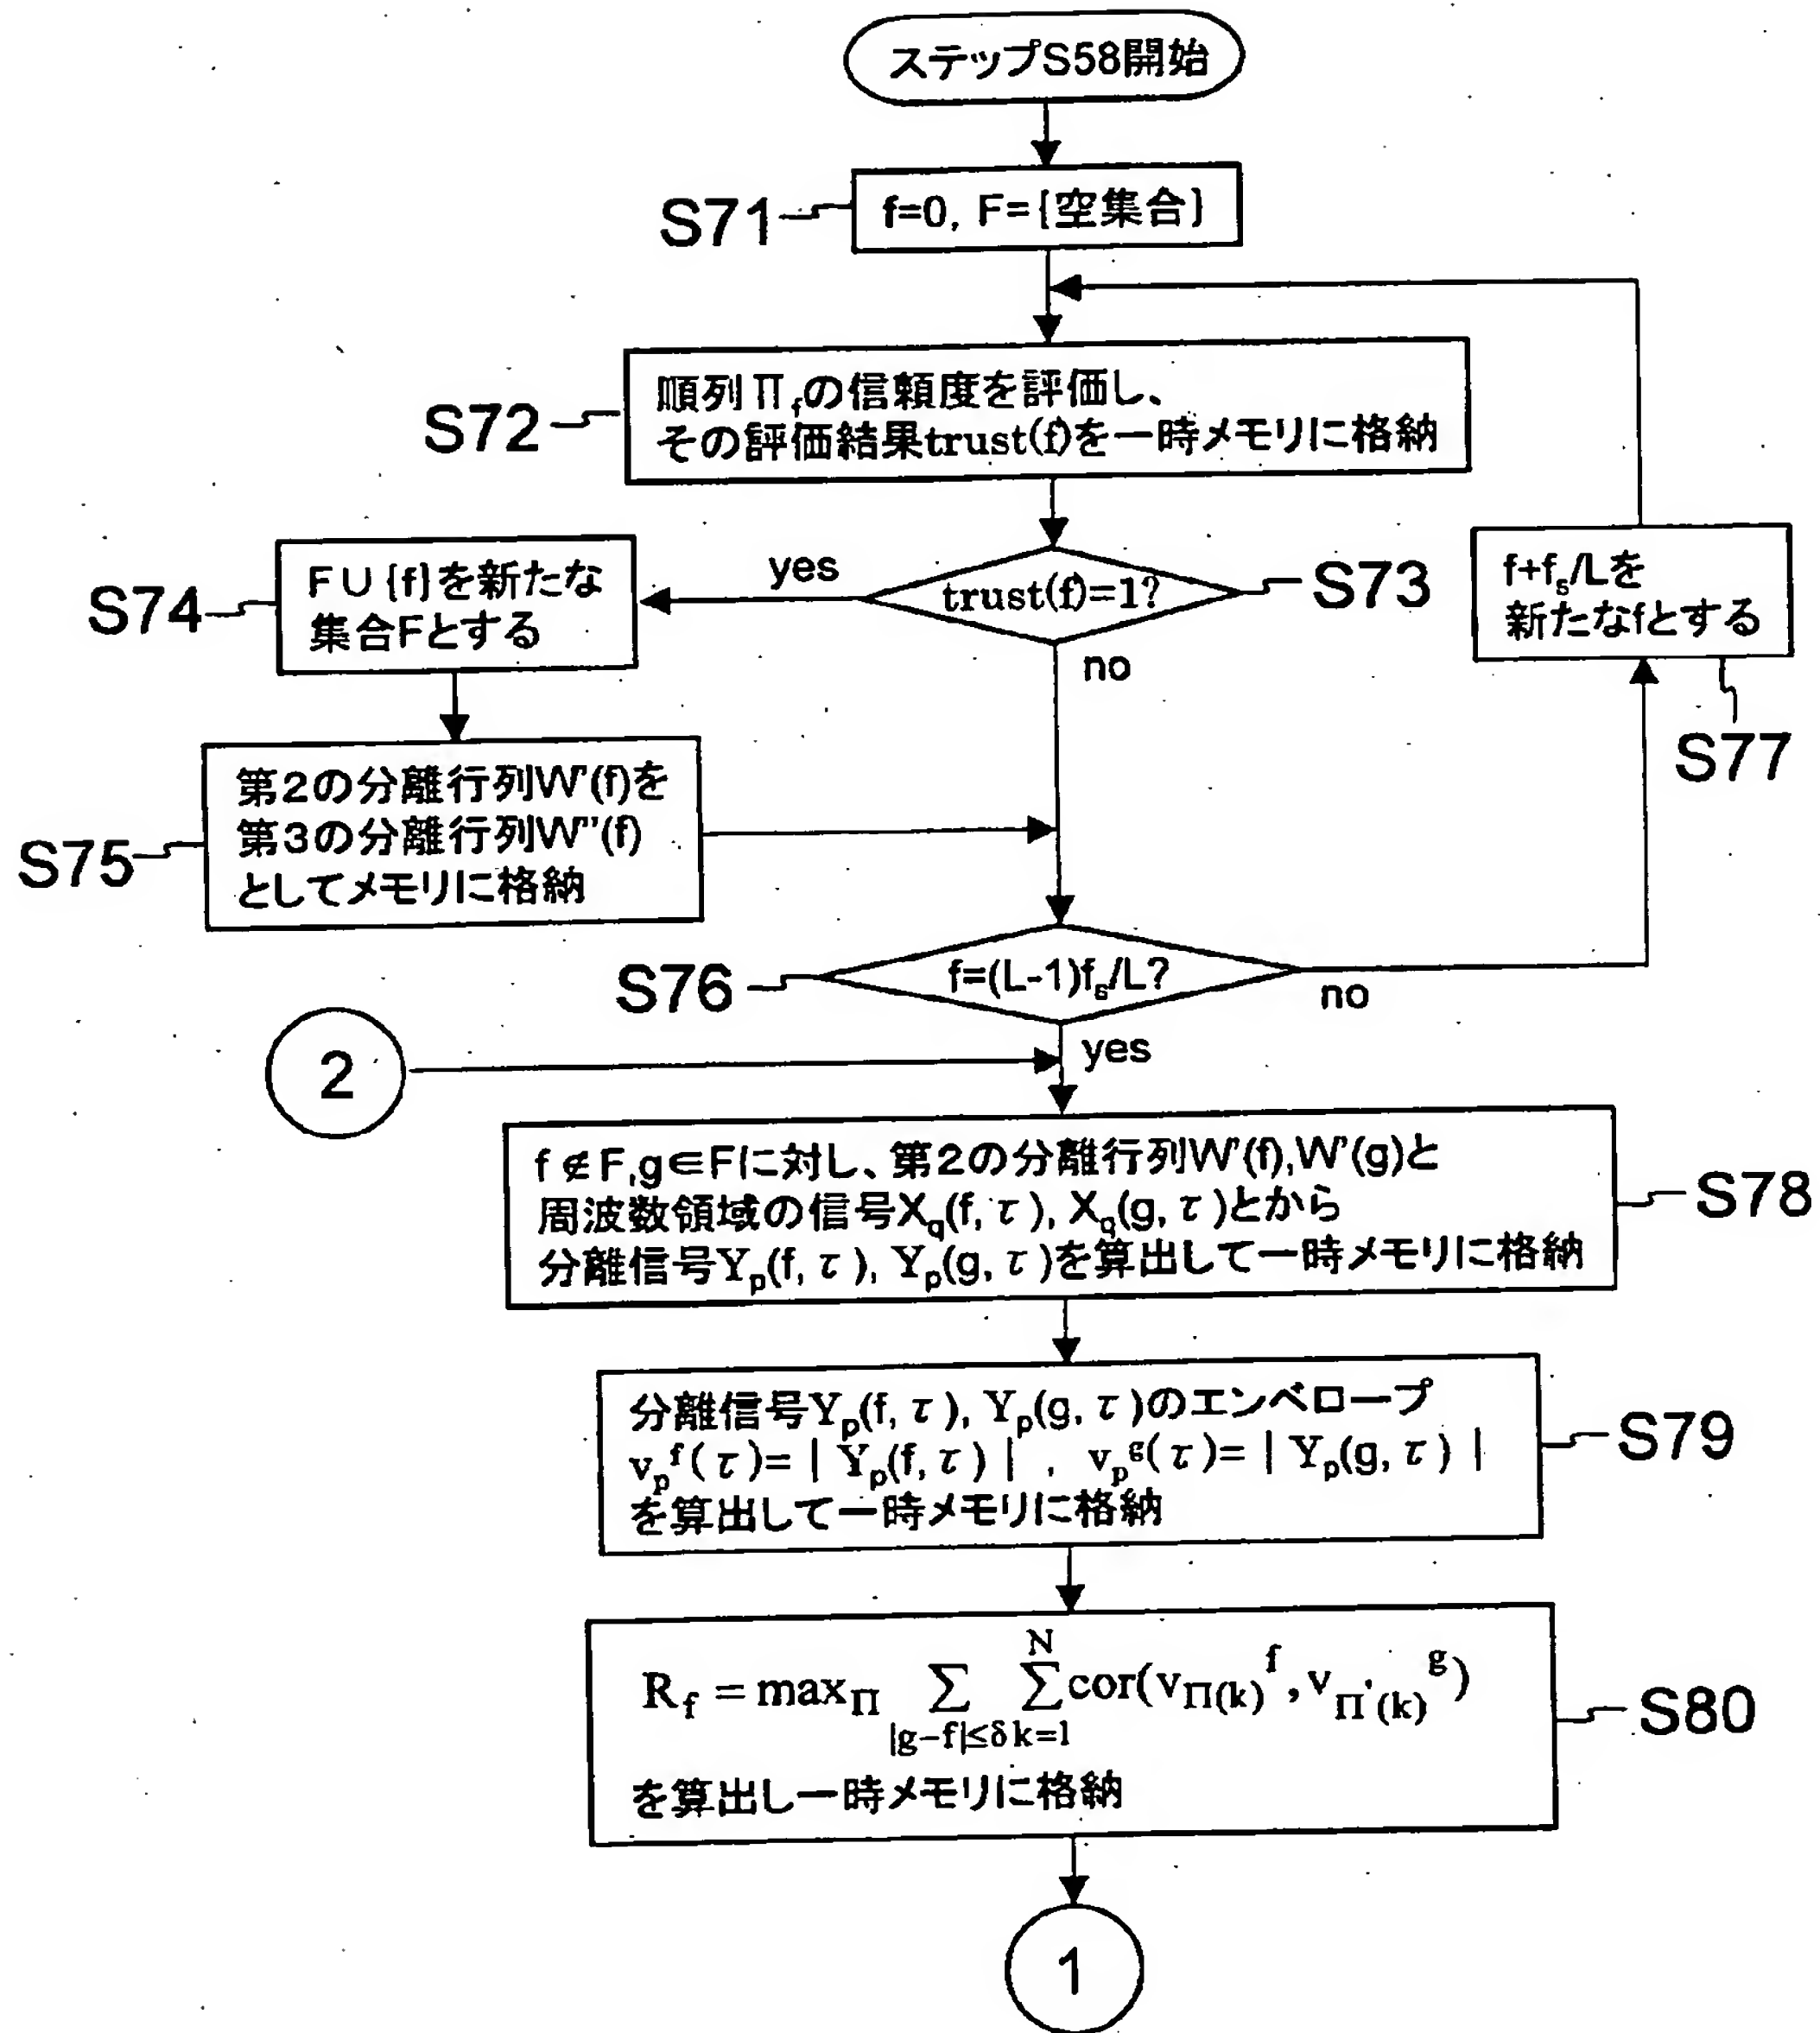 ステップS58開始
S71
f=0, F={空集合}
S72
順列Π_fの信頼度を評価し、
その評価結果trust(f)を一時メモリに格納
S74
F∪{f}を新たな
集合Fとする
yes
trust(f)=1?
S73
no
f+f_s/Lを
新たなfとする
S77
S75
第2の分離行列W'(f)を
第3の分離行列W''(f)
としてメモリに格納
S76
f=(L-1)f_s/L?
no
yes
2
f∉F,g∈Fに対し、第2の分離行列W'(f),W'(g)と
周波数領域の信号X_q(f,τ), X_q(g,τ)とから
分離信号Y_p(f,τ), Y_p(g,τ)を算出して一時メモリに格納
S78
分離信号Y_p(f,τ), Y_p(g,τ)のエンベロープ
v_p^f(τ)=|Y_p(f,τ)|, v_p^g(τ)=|Y_p(g,τ)|
を算出して一時メモリに格納
S79
R_f = max_Π Σ_{|g-f|≤δ} Σ_{k=1}^{N} cor(v_{Π(k)}^f, v_{Π'(k)}^g)
を算出し一時メモリに格納
S80
1